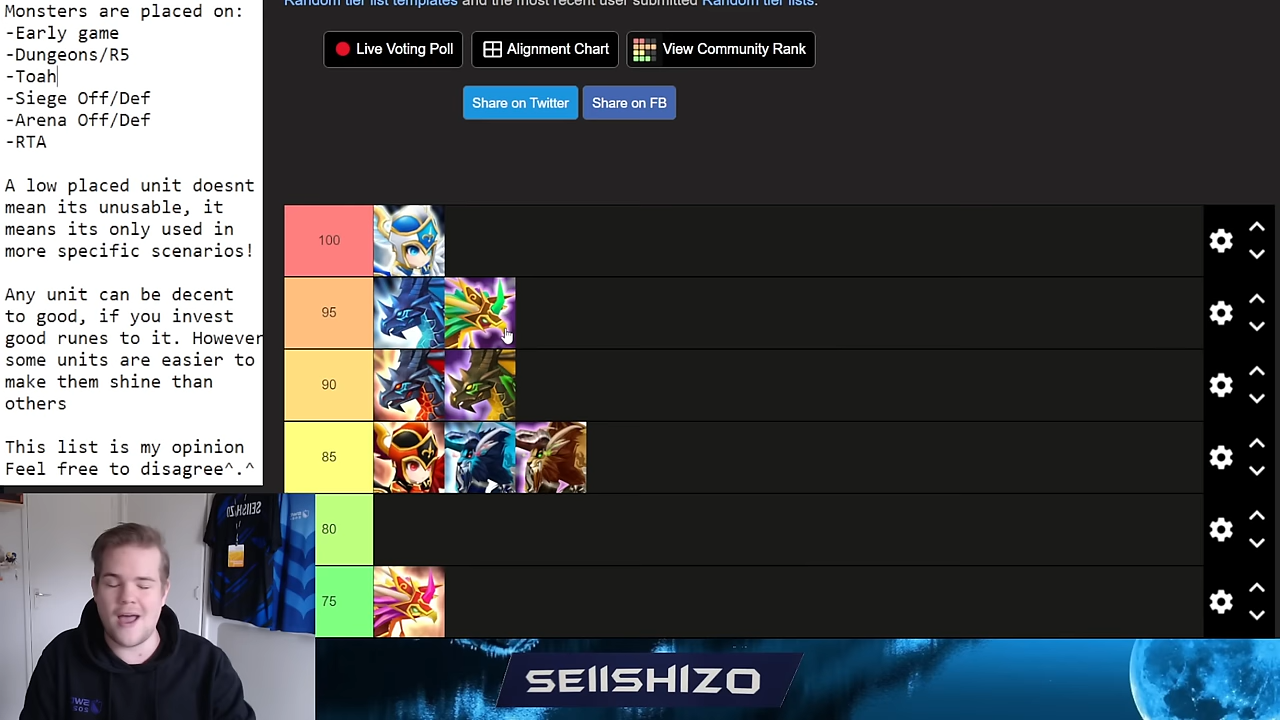 Monsters are placed on:
-Early game
-Dungeons/R5
-Toah
-Siege Off/Def
-Arena Off/Def
-RTA
A low placed unit doesnt
mean its unusable, it
means its only used in
more specific scenarios!
Any unit can be decent
to good, if you invest
good runes to it. However
some units are easier to
make them shine than
others
This list is my opinion
Feel free to disagree^.^
Random tier list templates and the most recent user submitted Random tier lists.
Live Voting Poll
Alignment Chart
View Community Rank
Share on Twitter
Share on FB
100
95
90
85
80
75
SEIISHIZO
SEIISHIZO